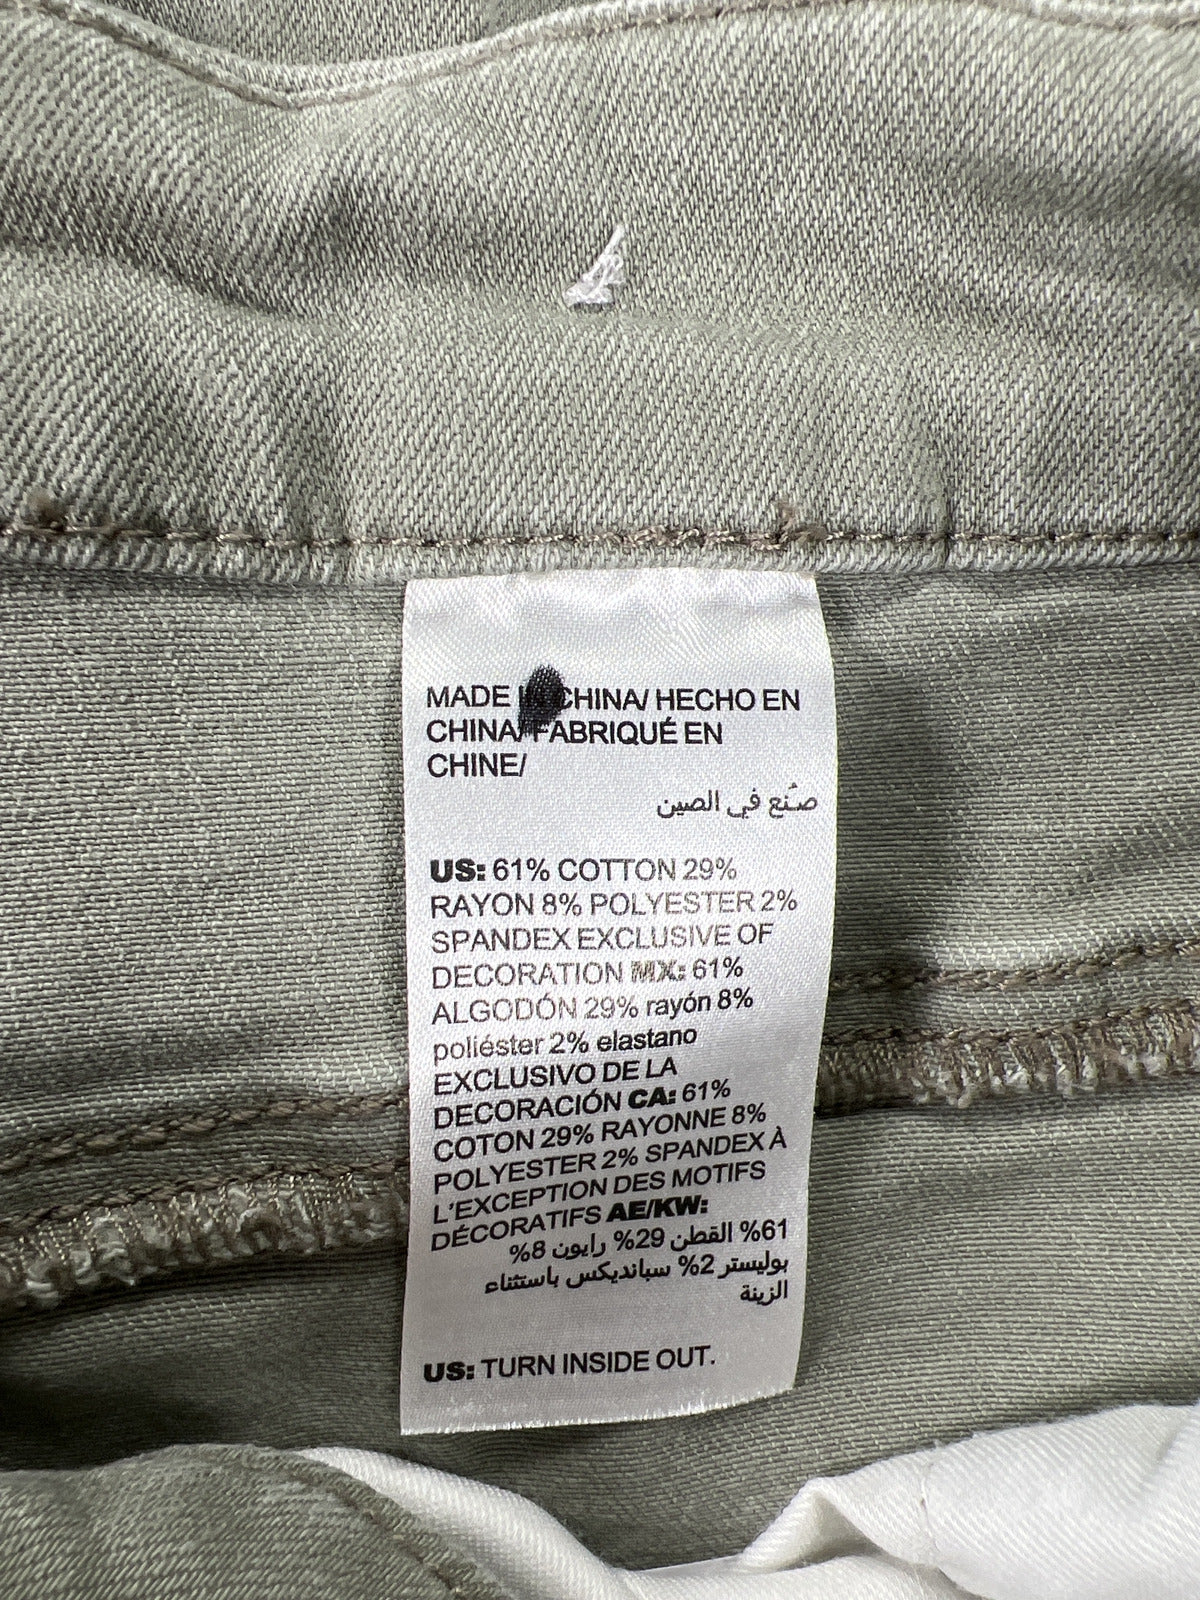 MADE IN CHINA/ HECHO EN
CHINA/ FABRIQUÉ EN
CHINE/
صُنع في الصين
US: 61% COTTON 29%
RAYON 8% POLYESTER 2%
SPANDEX EXCLUSIVE OF
DECORATION MX: 61%
ALGODÓN 29% rayón 8%
poliéster 2% elastano
EXCLUSIVO DE LA
DECORACIÓN CA: 61%
COTON 29% RAYONNE 8%
POLYESTER 2% SPANDEX À
L'EXCEPTION DES MOTIFS
DÉCORATIFS AE/KW:
61% القطن 29% رايون 8%
بوليستر 2% سبانديكس باستثناء
الزينة
US: TURN INSIDE OUT.